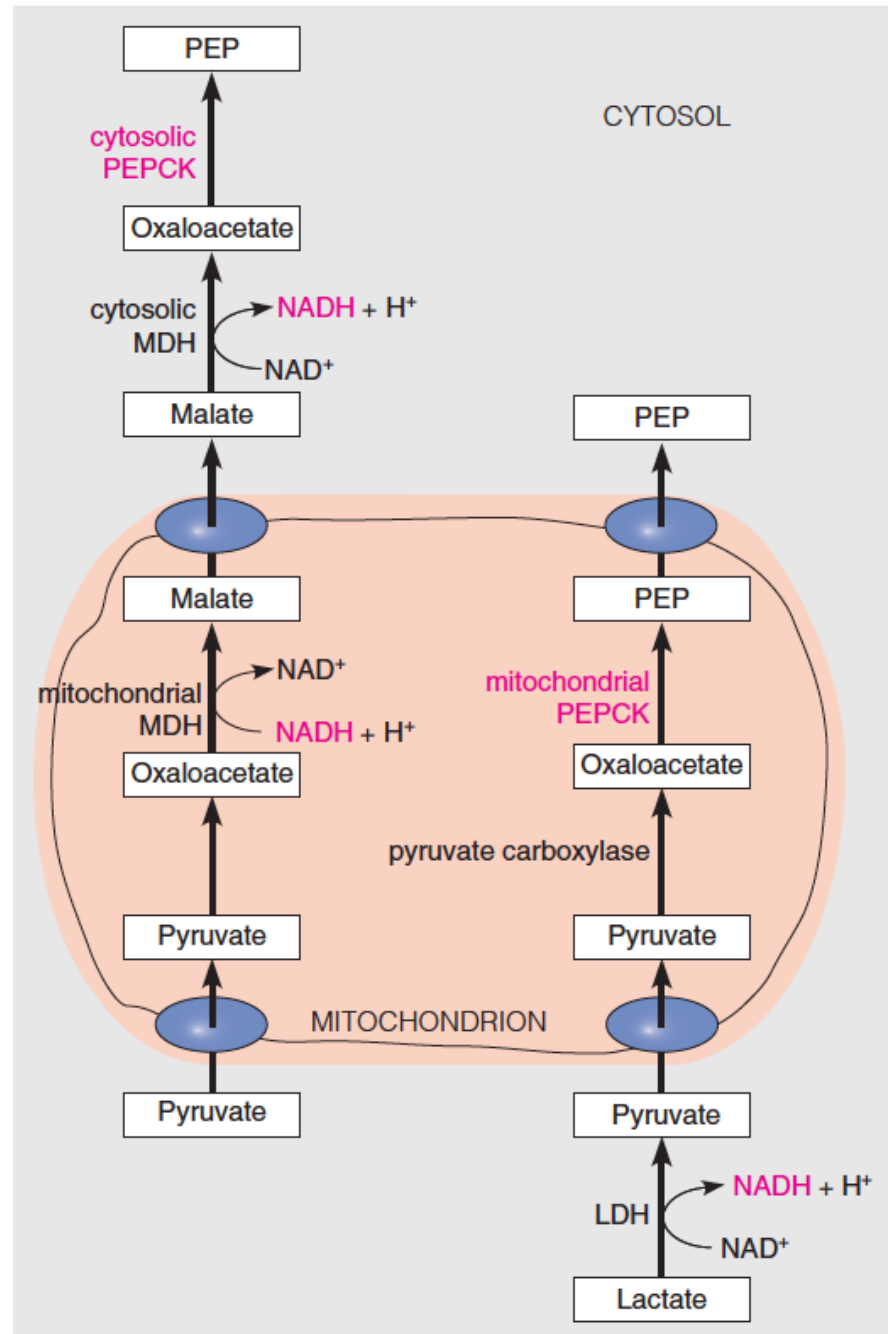 PEP
CYTOSOL
cytosolic
PEPCK
Oxaloacetate
cytosolic
MDH
NADH + H⁺
NAD⁺
Malate
PEP
Malate
PEP
mitochondrial
MDH
NAD⁺
NADH + H⁺
mitochondrial
PEPCK
Oxaloacetate
Oxaloacetate
pyruvate carboxylase
Pyruvate
Pyruvate
MITOCHONDRION
Pyruvate
Pyruvate
LDH
NADH + H⁺
NAD⁺
Lactate